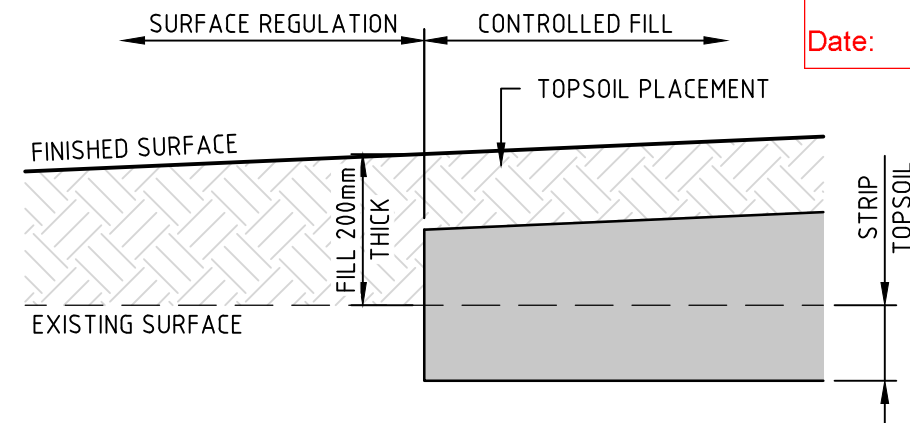 SURFACE REGULATION
CONTROLLED FILL
Date:
TOPSOIL PLACEMENT
FINISHED SURFACE
FILL 200mm
THICK
STRIP
TOPSOIL
EXISTING SURFACE